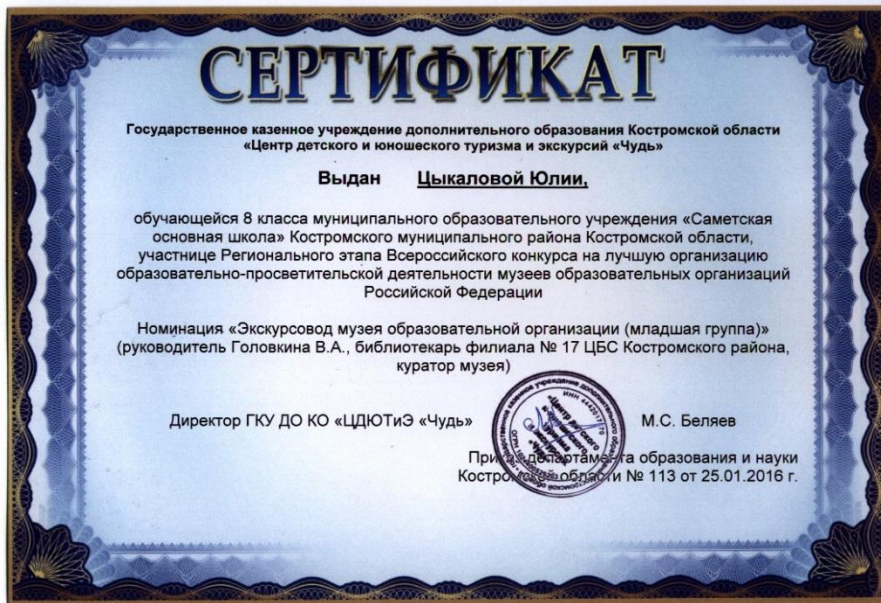 СЕРТИФИКАТ
Государственное казенное учреждение дополнительного образования Костромской области
«Центр детского и юношеского туризма и экскурсий «Чудь»
Выдан Цыкаловой Юлии,
обучающейся 8 класса муниципального образовательного учреждения «Саметская
основная школа» Костромского муниципального района Костромской области,
участнице Регионального этапа Всероссийского конкурса на лучшую организацию
образовательно-просветительской деятельности музеев образовательных организаций
Российской Федерации
Номинация «Экскурсовод музея образовательной организации (младшая группа)»
(руководитель Головкина В.А., библиотекарь филиала № 17 ЦБС Костромского района,
куратор музея)
Директор ГКУ ДО КО «ЦДЮТиЭ «Чудь» М.С. Беляев
Приказ департамента образования и науки
Костромской области № 113 от 25.01.2016 г.
«Центр детского